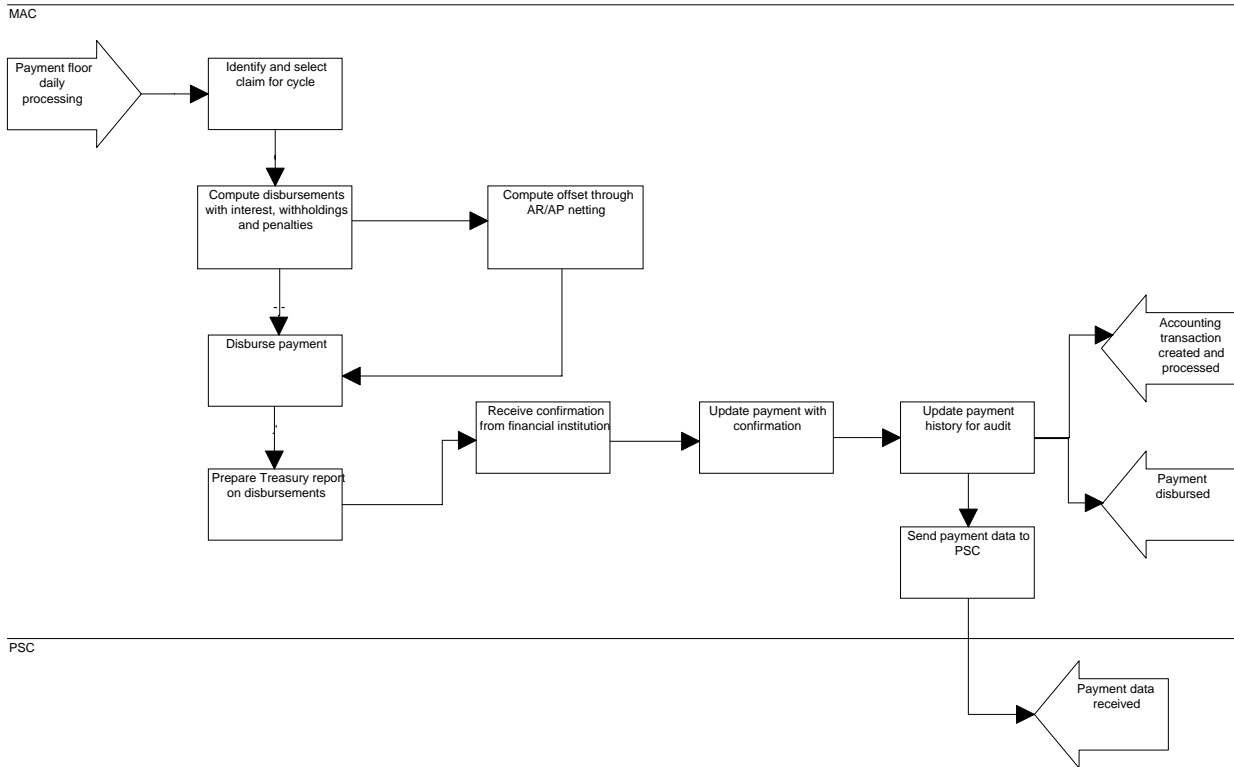 MAC
Payment floor
daily
processing
Identify and select
claim for cycle
Compute disbursements
with interest, withholdings
and penalties
Compute offset through
AR/AP netting
Disburse payment
Accounting
transaction
created and
processed
Receive confirmation
from financial institution
Update payment with
confirmation
Update payment
history for audit
Prepare Treasury report
on disbursements
Payment
disbursed
Send payment data to
PSC
PSC
Payment data
received